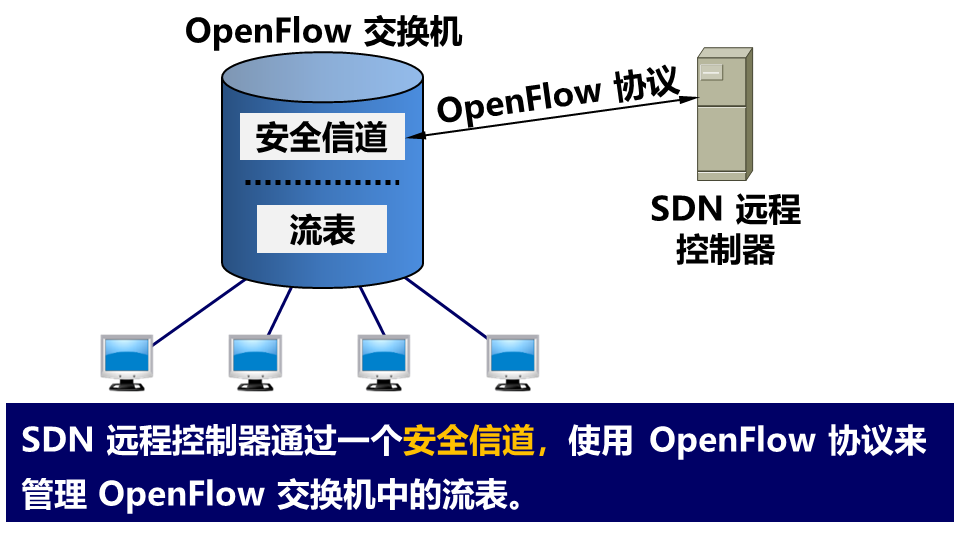 OpenFlow 交换机
安全信道
OpenFlow 协议
流表
SDN 远程
控制器
SDN 远程控制器通过一个安全信道，使用 OpenFlow 协议来
管理 OpenFlow 交换机中的流表。